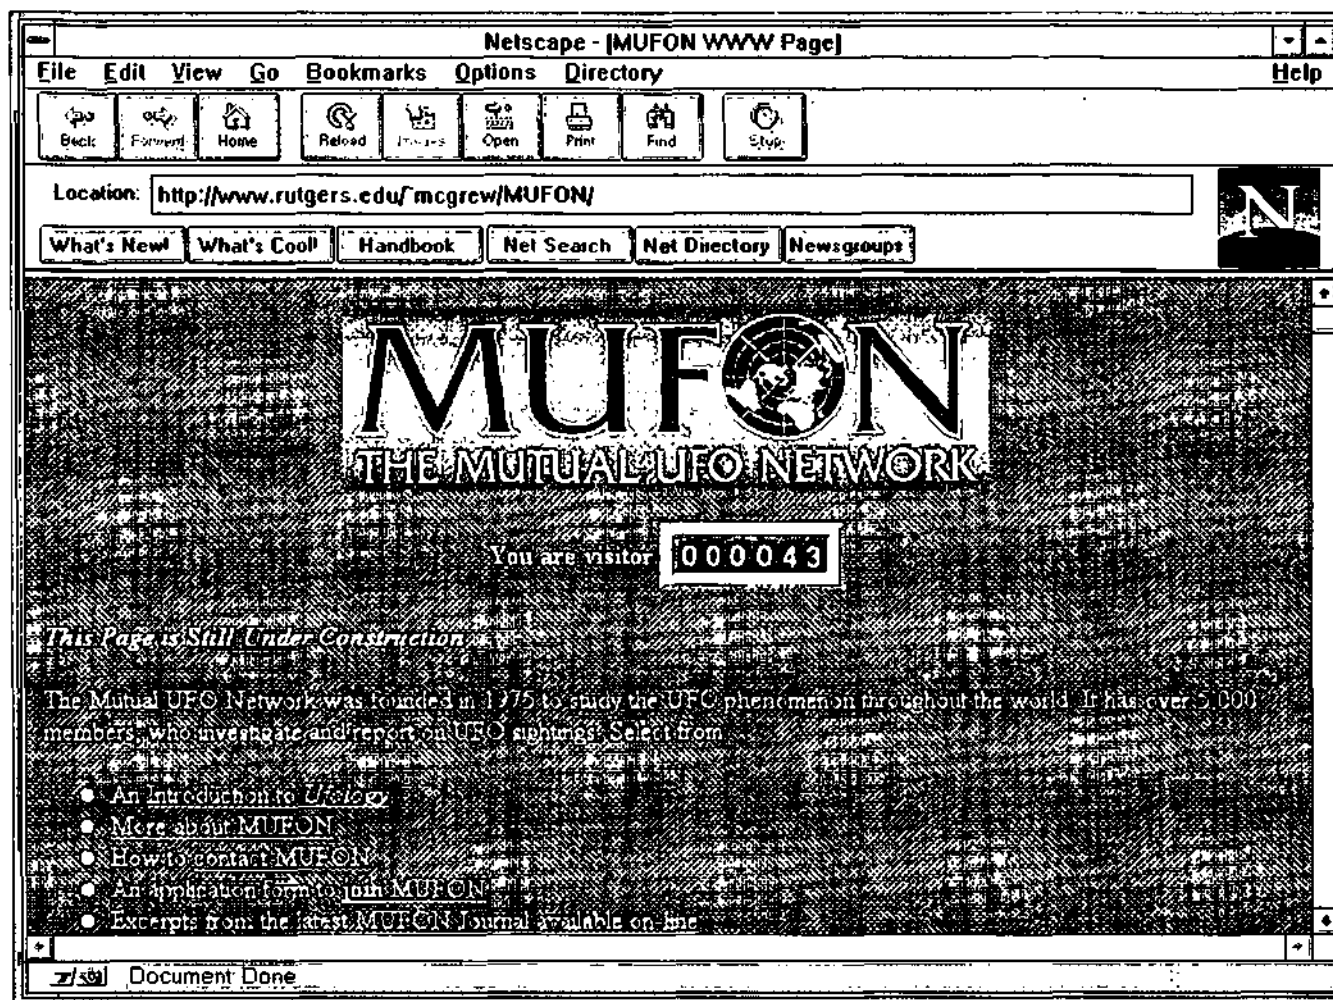 Netscape - [MUFON WWW Page]
File Edit View Go Bookmarks Options Directory Help
Back Forward Home Reload Images Open Print Find Stop
Location: http://www.rutgers.edu/~mcgrew/MUFON/
N
What's New! What's Cool! Handbook Net Search Net Directory Newsgroups
MUFON
THE MUTUAL UFO NETWORK
You are visitor 000043
This Page is Still Under Construction
The Mutual UFO Network was founded in 1975 to study the UFO phenomenon throughout the world. It has over 5,000
members, who investigate and report on UFO sightings. Select from
An Introduction to Ufology
More about MUFON
How to contact MUFON
An application form to join MUFON
Excerpts from the latest MUFON Journal available on-line
Document: Done